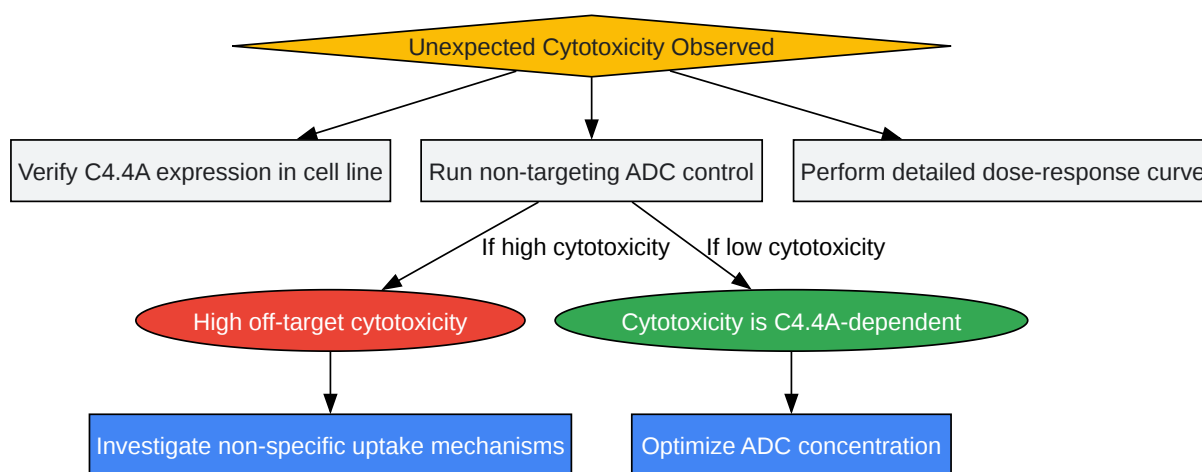 Unexpected Cytotoxicity Observed
Verify C4.4A expression in cell line
Run non-targeting ADC control
Perform detailed dose-response curve
If high cytotoxicity
If low cytotoxicity
High off-target cytotoxicity
Cytotoxicity is C4.4A-dependent
Investigate non-specific uptake mechanisms
Optimize ADC concentration